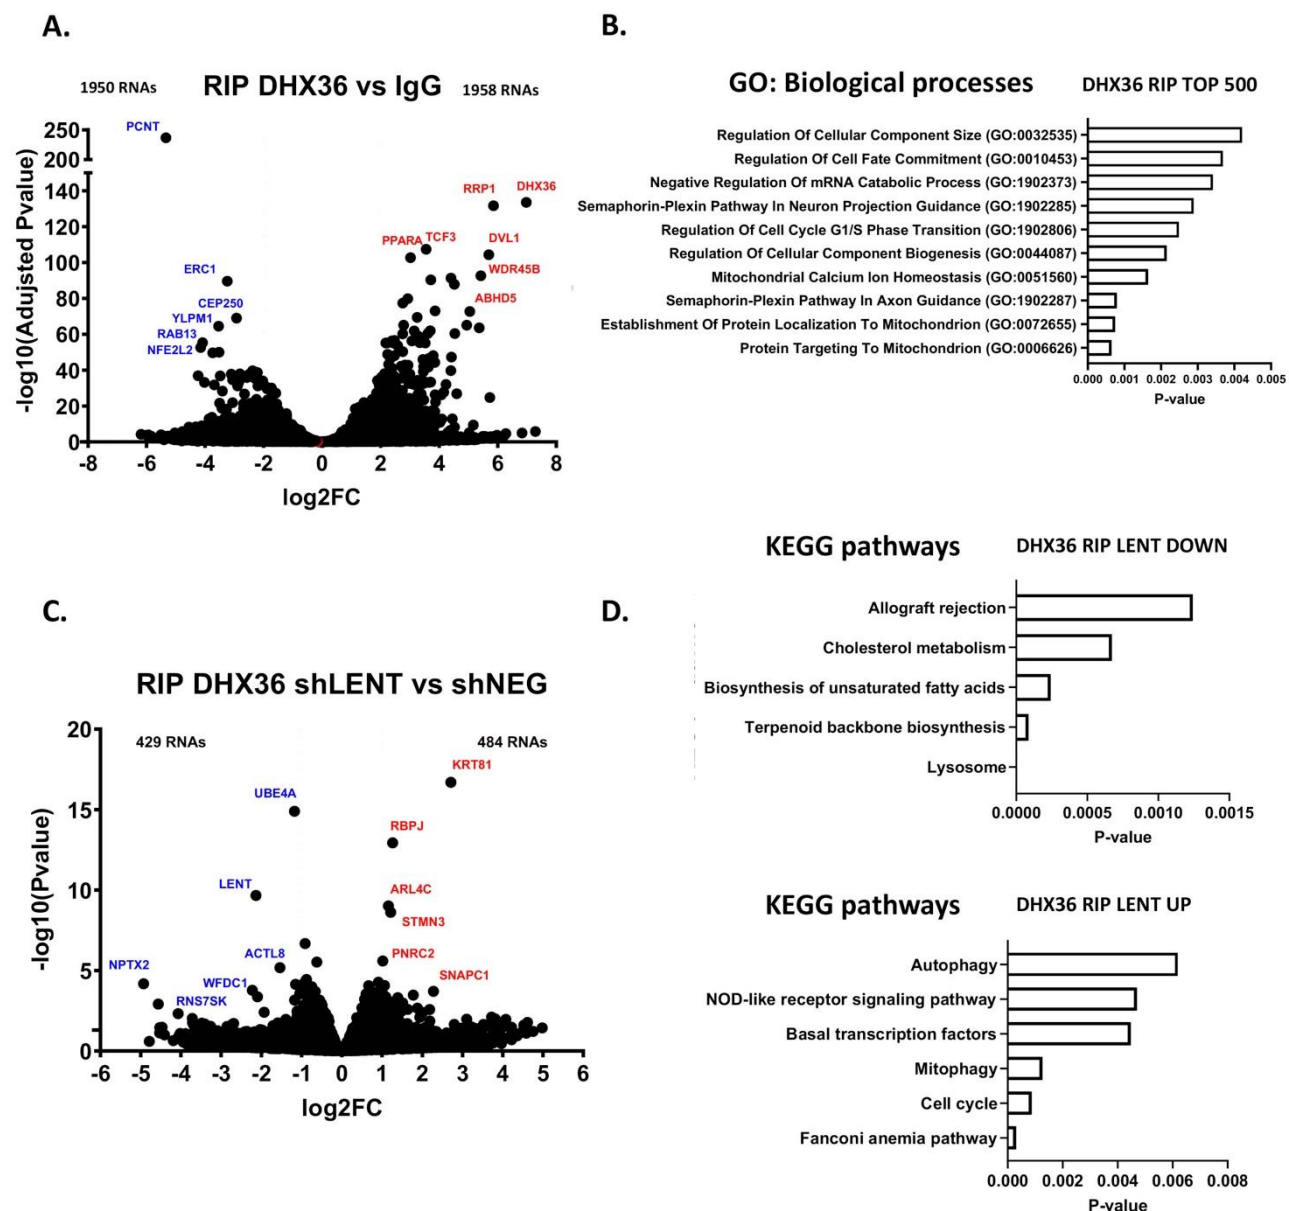 A.
RIP DHX36 vs IgG
1950 RNAs
1958 RNAs
-log10(Adujsted Pvalue)
250
200
140
120
100
80
60
40
20
0
PCNT
ERC1
CEP250
YLPM1
RAB13
NFE2L2
RRP1
DHX36
PPARA
TCF3
DVL1
WDR45B
ABHD5
-8 -6 -4 -2 0 2 4 6 8
log2FC
B.
GO: Biological processes
DHX36 RIP TOP 500
Regulation Of Cellular Component Size (GO:0032535)
Regulation Of Cell Fate Commitment (GO:0010453)
Negative Regulation Of mRNA Catabolic Process (GO:1902373)
Semaphorin-Plexin Pathway In Neuron Projection Guidance (GO:1902285)
Regulation Of Cell Cycle G1/S Phase Transition (GO:1902806)
Regulation Of Cellular Component Biogenesis (GO:0044087)
Mitochondrial Calcium Ion Homeostasis (GO:0051560)
Semaphorin-Plexin Pathway In Axon Guidance (GO:1902287)
Establishment Of Protein Localization To Mitochondrion (GO:0072655)
Protein Targeting To Mitochondrion (GO:0006626)
0.000 0.001 0.002 0.003 0.004 0.005
P-value
C.
RIP DHX36 shLENT vs shNEG
429 RNAs
484 RNAs
-log10(Pvalue)
20
15
10
5
0
KRT81
UBE4A
RBPJ
LENT
ARL4C
STMN3
ACTL8
PNRC2
NPTX2
WFDC1
SNAPC1
RNS7SK
-6 -5 -4 -3 -2 -1 0 1 2 3 4 5 6
log2FC
D.
KEGG pathways
DHX36 RIP LENT DOWN
Allograft rejection
Cholesterol metabolism
Biosynthesis of unsaturated fatty acids
Terpenoid backbone biosynthesis
Lysosome
0.0000 0.0005 0.0010 0.0015
P-value
KEGG pathways
DHX36 RIP LENT UP
Autophagy
NOD-like receptor signaling pathway
Basal transcription factors
Mitophagy
Cell cycle
Fanconi anemia pathway
0.000 0.002 0.004 0.006 0.008
P-value